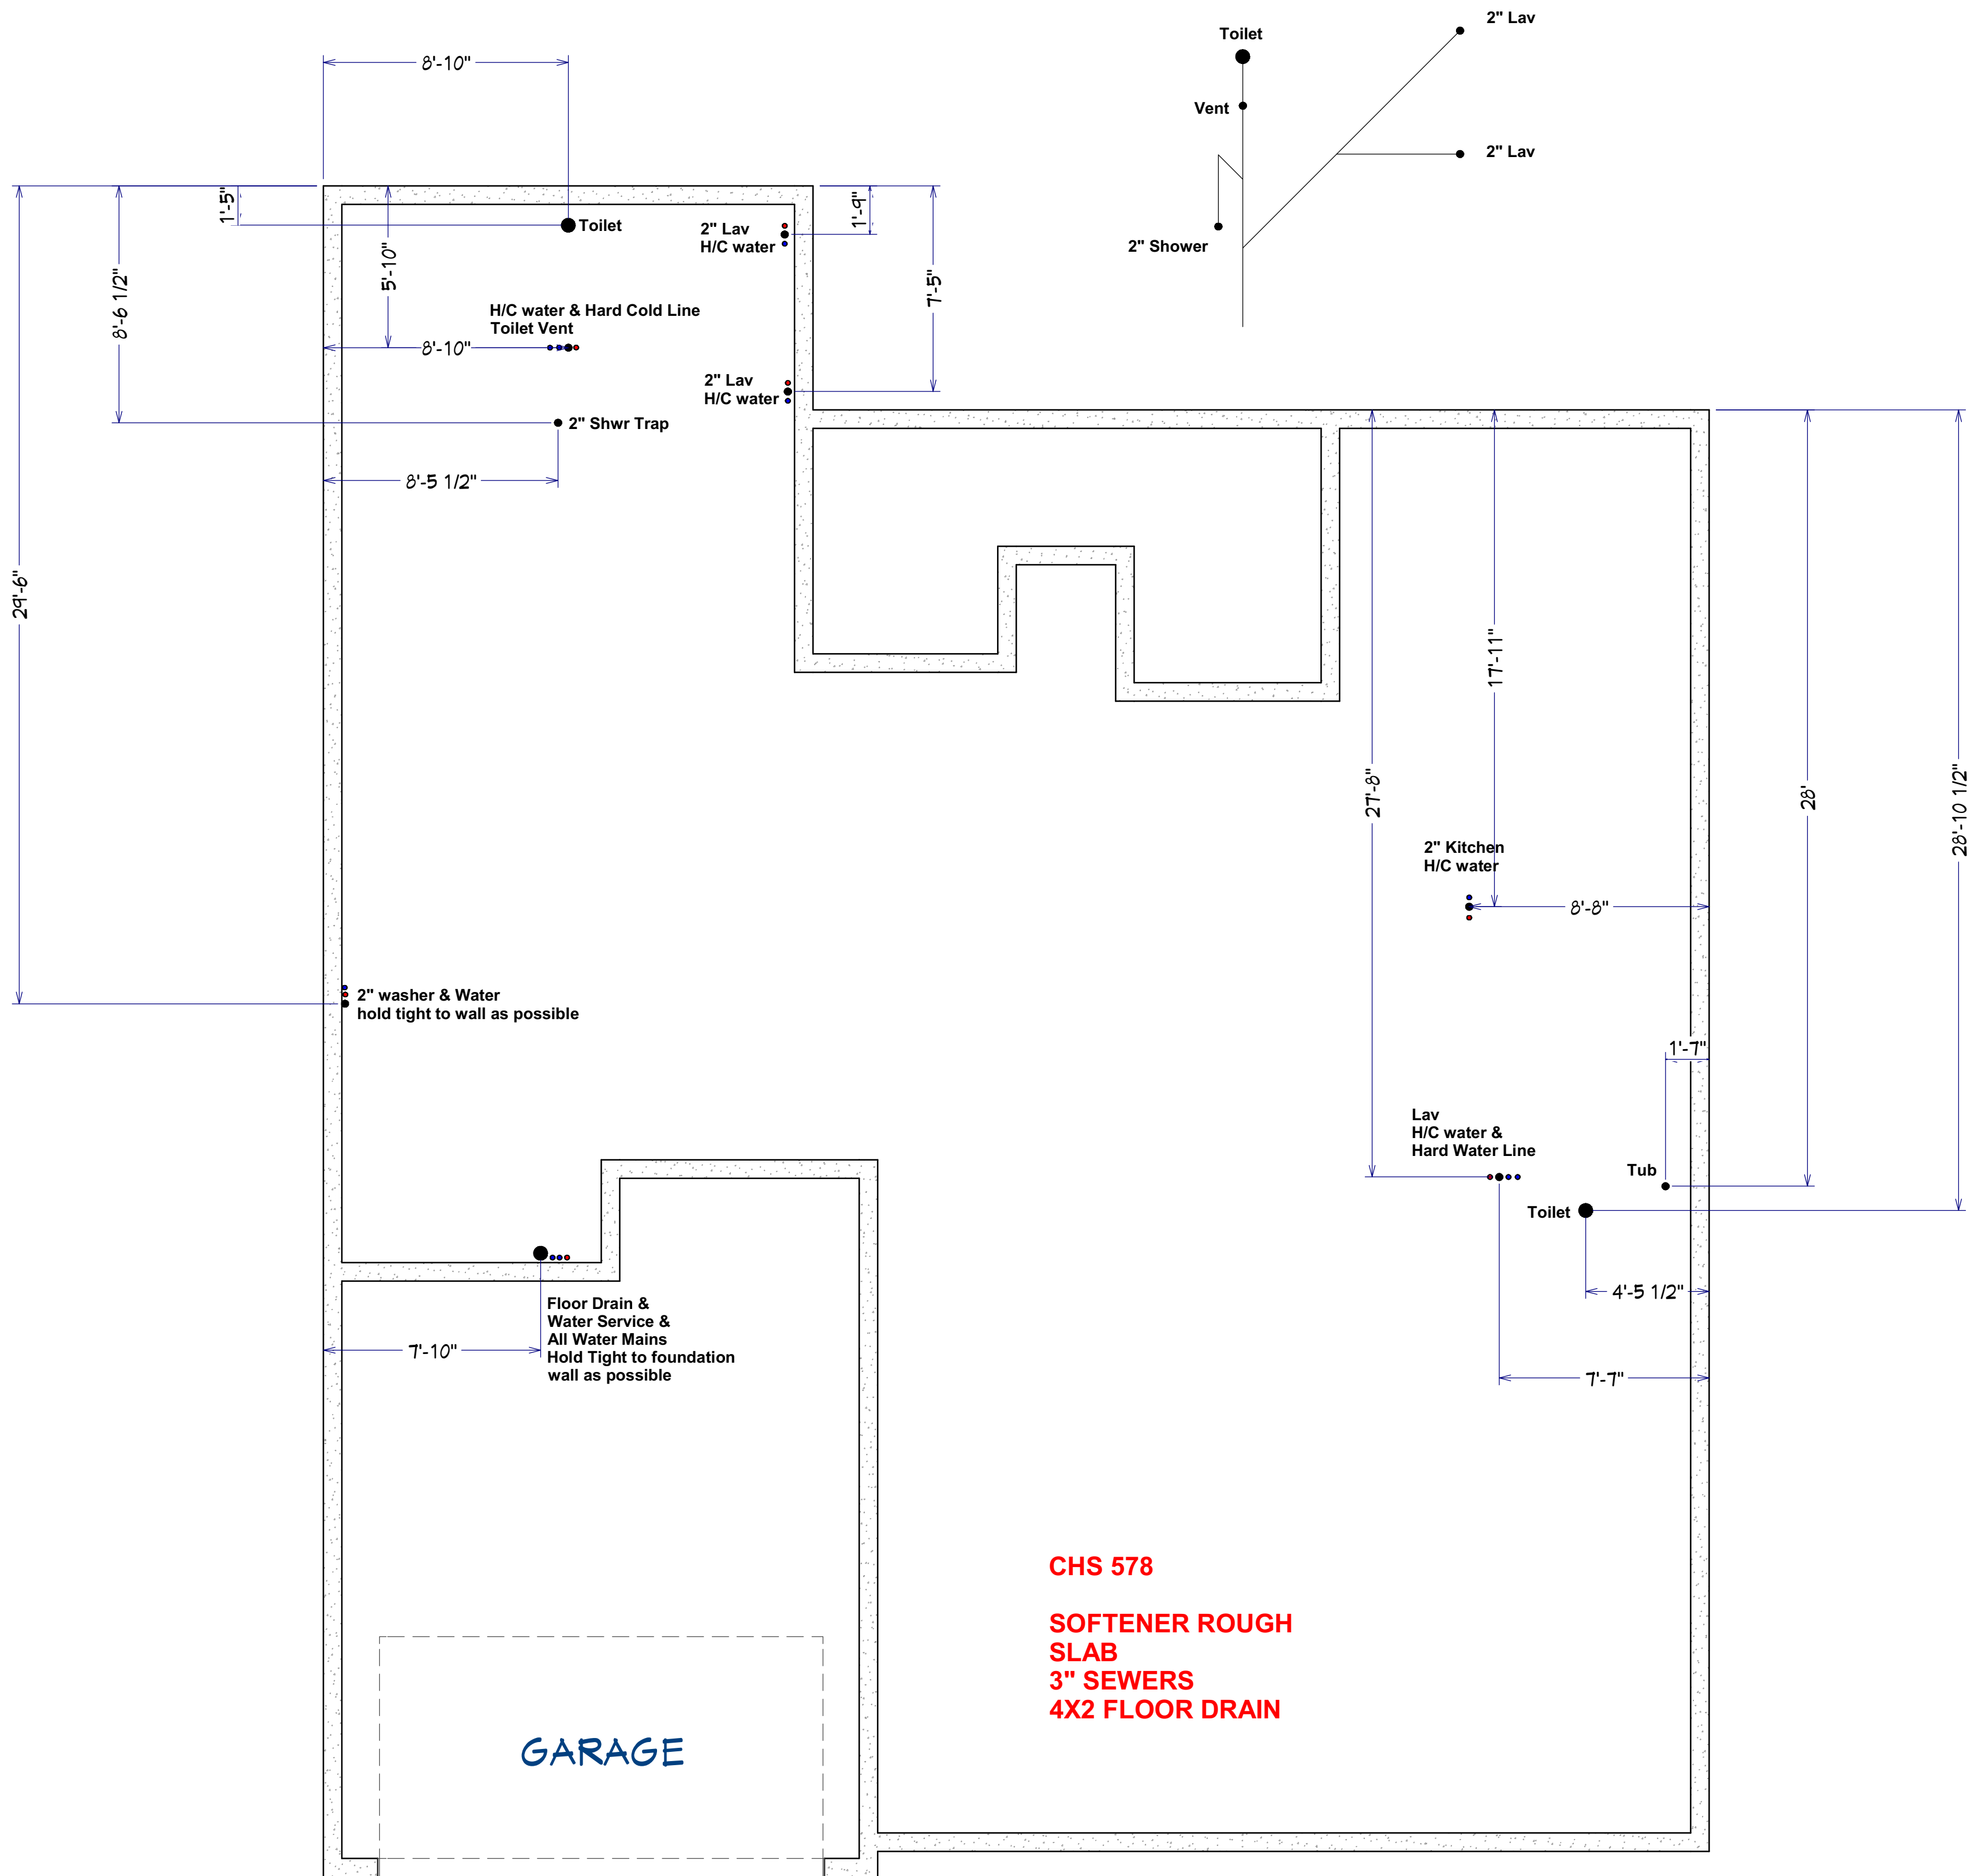 2" Lav
Toilet
8'-10"
Vent
2" Lav
1'-5"
1'-9"
Toilet
2" Lav
H/C water
2" Shower
5'-10"
7'-5"
8'-6 1/2"
H/C water & Hard Cold Line
Toilet Vent
8'-10"
2" Lav
H/C water
2" Shwr Trap
8'-5 1/2"
29'-6"
17'-11"
27'-8"
28'
28'-10 1/2"
2" Kitchen
H/C water
8'-8"
2" washer & Water
hold tight to wall as possible
1'-7"
Lav
H/C water &
Hard Water Line
Tub
Toilet
4'-5 1/2"
Floor Drain &
Water Service &
All Water Mains
Hold Tight to foundation
wall as possible
7'-10"
7'-7"
CHS 578
SOFTENER ROUGH
SLAB
3" SEWERS
4X2 FLOOR DRAIN
GARAGE